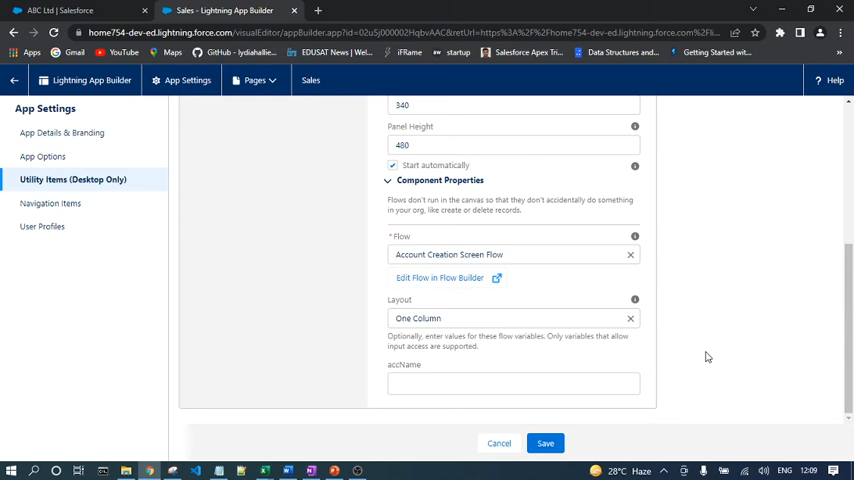 ABC Ltd | Salesforce
Sales - Lightning App Builder
home754-dev-ed.lightning.force.com/visualEditor/appBuilder.app?id=02u5j000002HqbvAAC&retUrl=https%3A%2F%2Fhome754-dev-ed.lightning.force.com%2Fli...
ABC
Gmail
YouTube
Maps
GitHub - lydiahallie...
EDUSAT News | Wel...
iFRame
startup
Salesforce Apex Tri...
Data Structures and...
Getting Started wit...
Lightning App Builder
App Settings
Pages
Sales
? Help
App Settings
App Details & Branding
App Options
Utility Items (Desktop Only)
Navigation Items
User Profiles
340
Panel Height
480
Start automatically
Component Properties
Flows don't run in the canvas so that they don't accidentally do something
in your org, like create or delete records.
*Flow
Account Creation Screen Flow
Edit Flow in Flow Builder
Layout
One Column
Optionally, enter values for these flow variables. Only variables that allow
input access are supported.
accName
Cancel
Save
28°C Haze
ENG
12:09